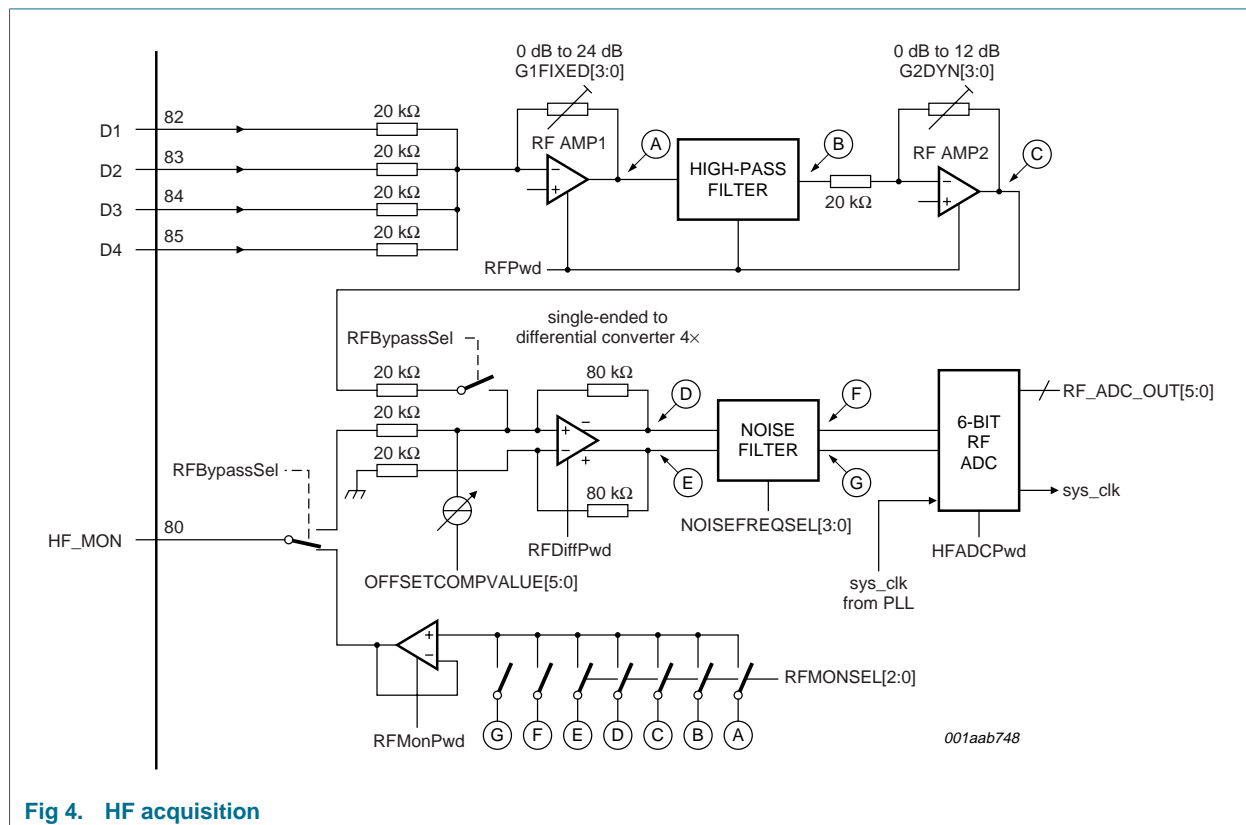 0 dB to 24 dB
G1FIXED[3:0]
0 dB to 12 dB
G2DYN[3:0]
D1
82
20 kΩ
D2
83
20 kΩ
D3
84
20 kΩ
D4
85
20 kΩ
RF AMP1
−
+
A
HIGH-PASS
FILTER
B
20 kΩ
RF AMP2
−
+
C
RFPwd
single-ended to
differential converter 4×
RFBypassSel
20 kΩ
20 kΩ
20 kΩ
RFBypassSel
80 kΩ
+
−
−
+
80 kΩ
D
E
NOISE
FILTER
F
G
6-BIT
RF
ADC
RF_ADC_OUT[5:0]
sys_clk
HF_MON
80
OFFSETCOMPVALUE[5:0]
RFDiffPwd
NOISEFREQSEL[3:0]
HFADCPwd
sys_clk
from PLL
+
−
RFMonPwd
RFMONSEL[2:0]
G F E D C B A
001aab748
Fig 4. HF acquisition